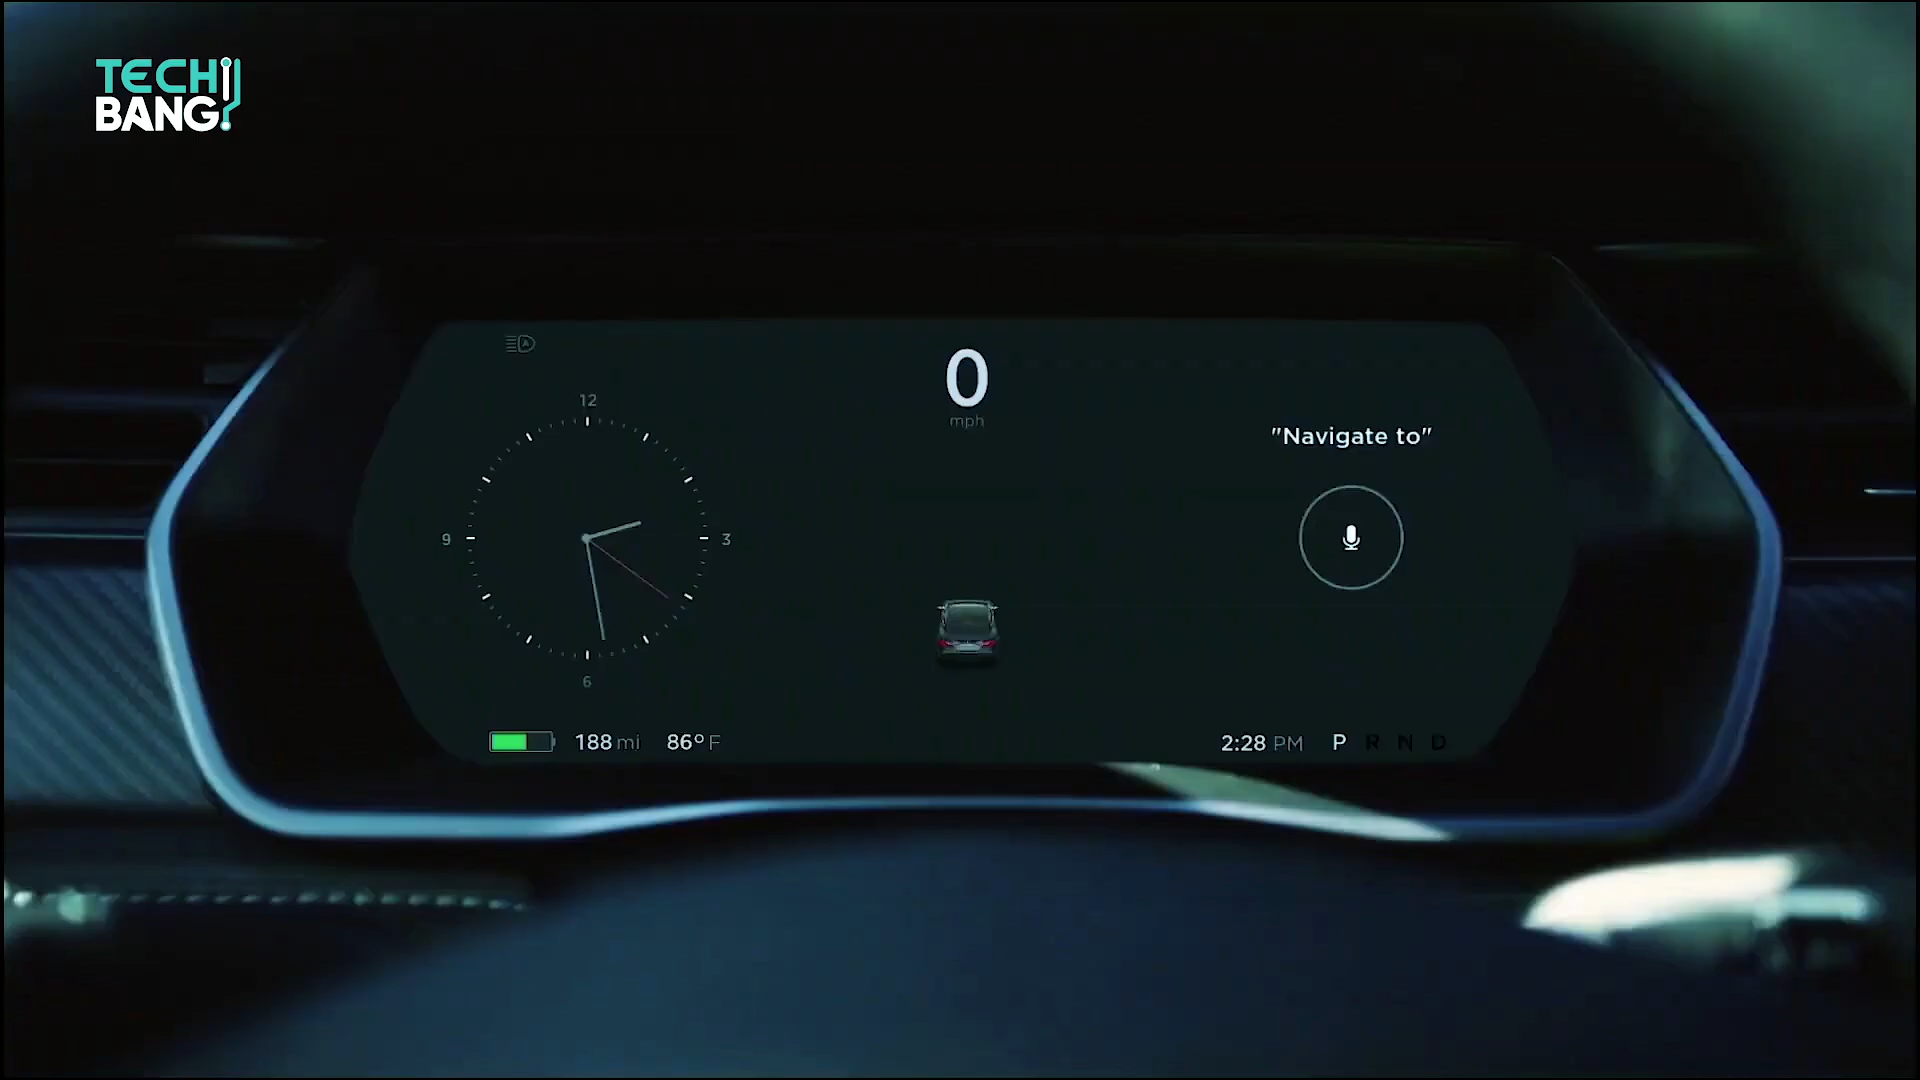 TECH
BANG!
A
0
mph
12
9
3
6
"Navigate to"
188 mi 86°F
2:28 PM P R N D